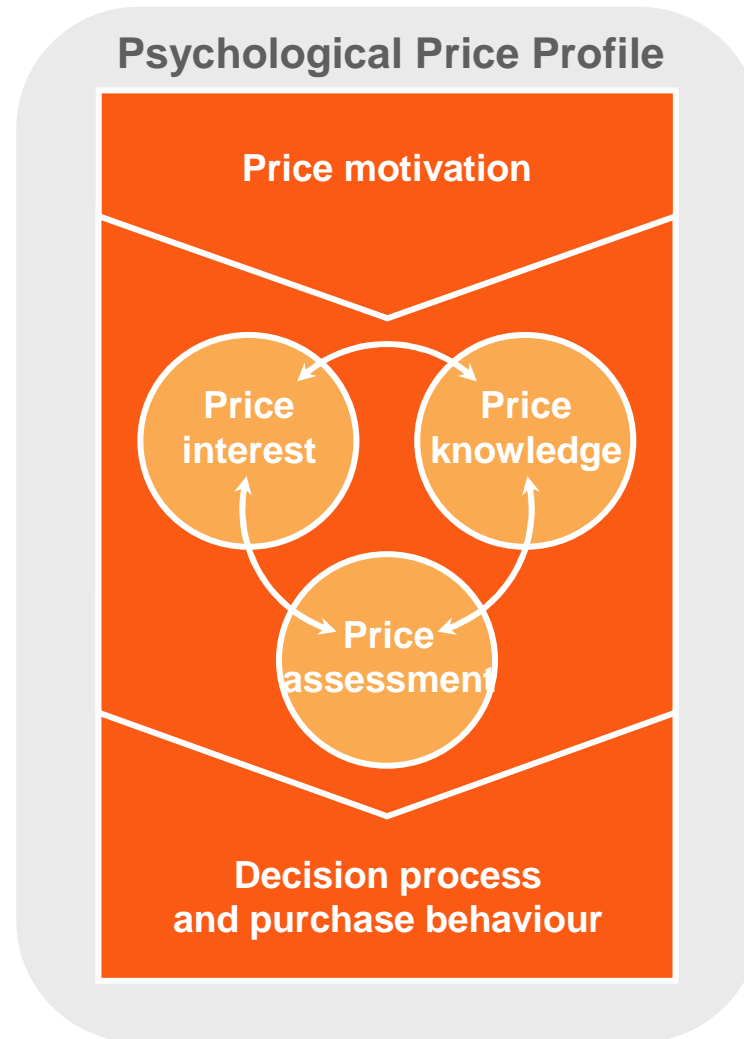 Psychological Price Profile
Price motivation
Price
interest
Price
knowledge
Price
assessment
Decision process
and purchase behaviour